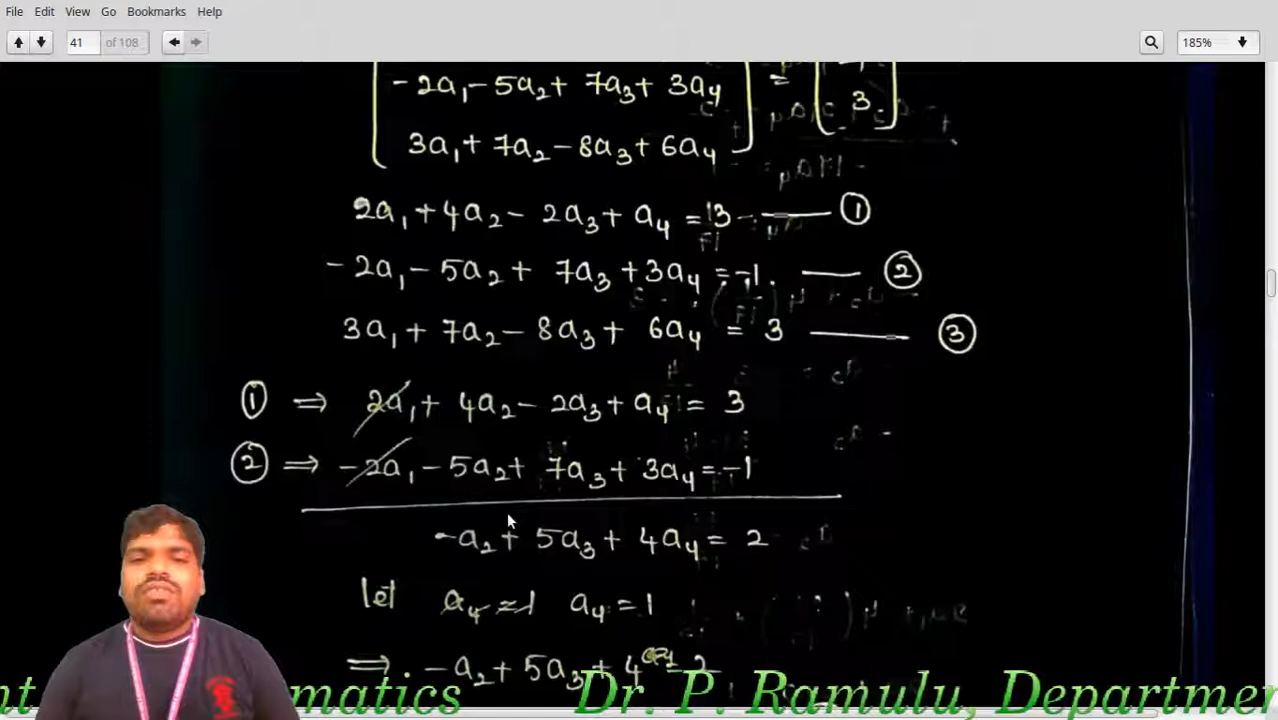 File Edit View Go Bookmarks Help
41 of 108 185%
-2a₁ - 5a₂ + 7a₃ + 3a₄ =
3
3a₁ + 7a₂ - 8a₃ + 6a₄
2a₁ + 4a₂ - 2a₃ + a₄ = 3 —— ①
-2a₁ - 5a₂ + 7a₃ + 3a₄ = -1. —— ②
3a₁ + 7a₂ - 8a₃ + 6a₄ = 3 —— ③
① ⇒ 2a₁ + 4a₂ - 2a₃ + a₄ = 3
② ⇒ -2a₁ - 5a₂ + 7a₃ + 3a₄ = -1
-a₂ + 5a₃ + 4a₄ = 2
let a₄ = 1 a₄ = 1
⇒. -a₂ + 5a₃ + 4
nt matics Dr. P. Ramulu, Departmer